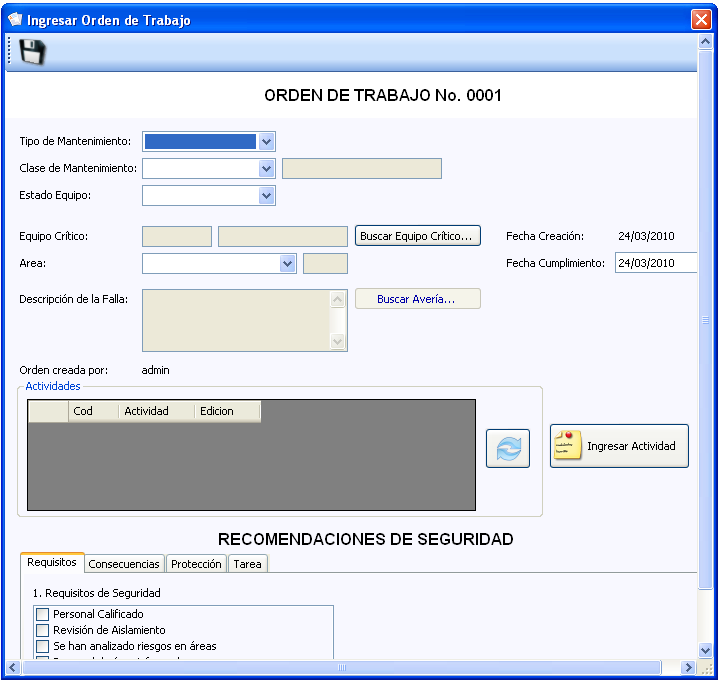 Ingresar Orden de Trabajo
ORDEN DE TRABAJO No. 0001
Tipo de Mantenimiento:
Clase de Mantenimiento:
Estado Equipo:
Equipo Crítico: Buscar Equipo Crítico... Fecha Creación: 24/03/2010
Area: Fecha Cumplimiento: 24/03/2010
Descripción de la Falla: Buscar Avería...
Orden creada por: admin
Actividades
Cod Actividad Edicion
Ingresar Actividad
RECOMENDACIONES DE SEGURIDAD
Requisitos Consecuencias Protección Tarea
1. Requisitos de Seguridad
Personal Calificado
Revisión de Aislamiento
Se han analizado riesgos en áreas